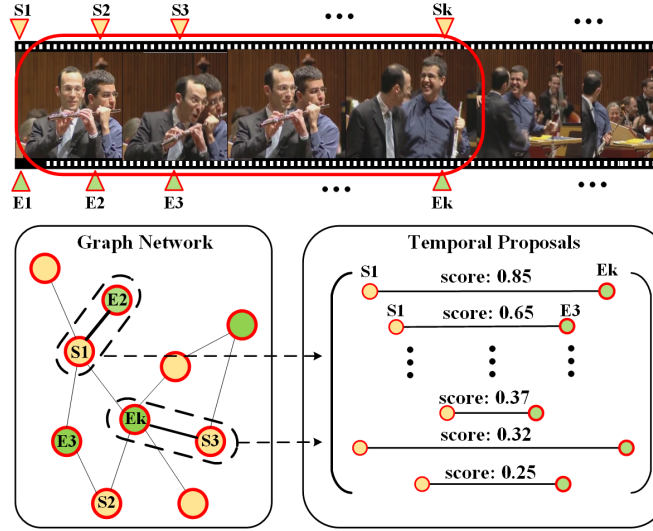 S1 S2 S3 ••• Sk •••
E1 E2 E3 ••• Ek •••
Graph Network
E2
S1
Ek
E3
S3
S2
Temporal Proposals
S1 score: 0.85 Ek
S1 score: 0.65 E3
score: 0.37
score: 0.32
score: 0.25